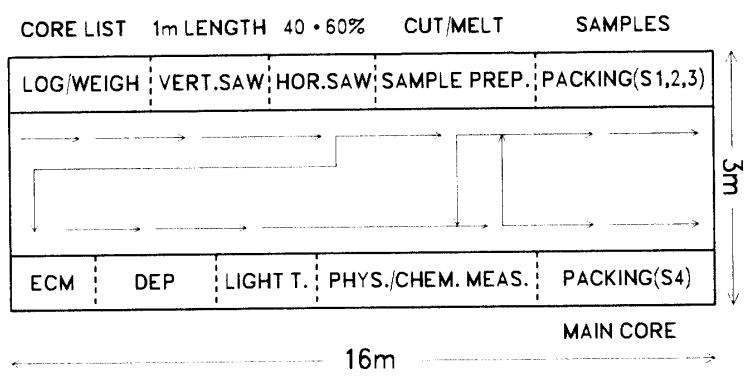 CORE LIST 1m LENGTH 40 • 60% CUT/MELT SAMPLES
LOG/WEIGH VERT.SAW HOR.SAW SAMPLE PREP. PACKING(S1,2,3)
3m
ECM DEP LIGHT T. PHYS./CHEM. MEAS. PACKING(S4)
MAIN CORE
16m